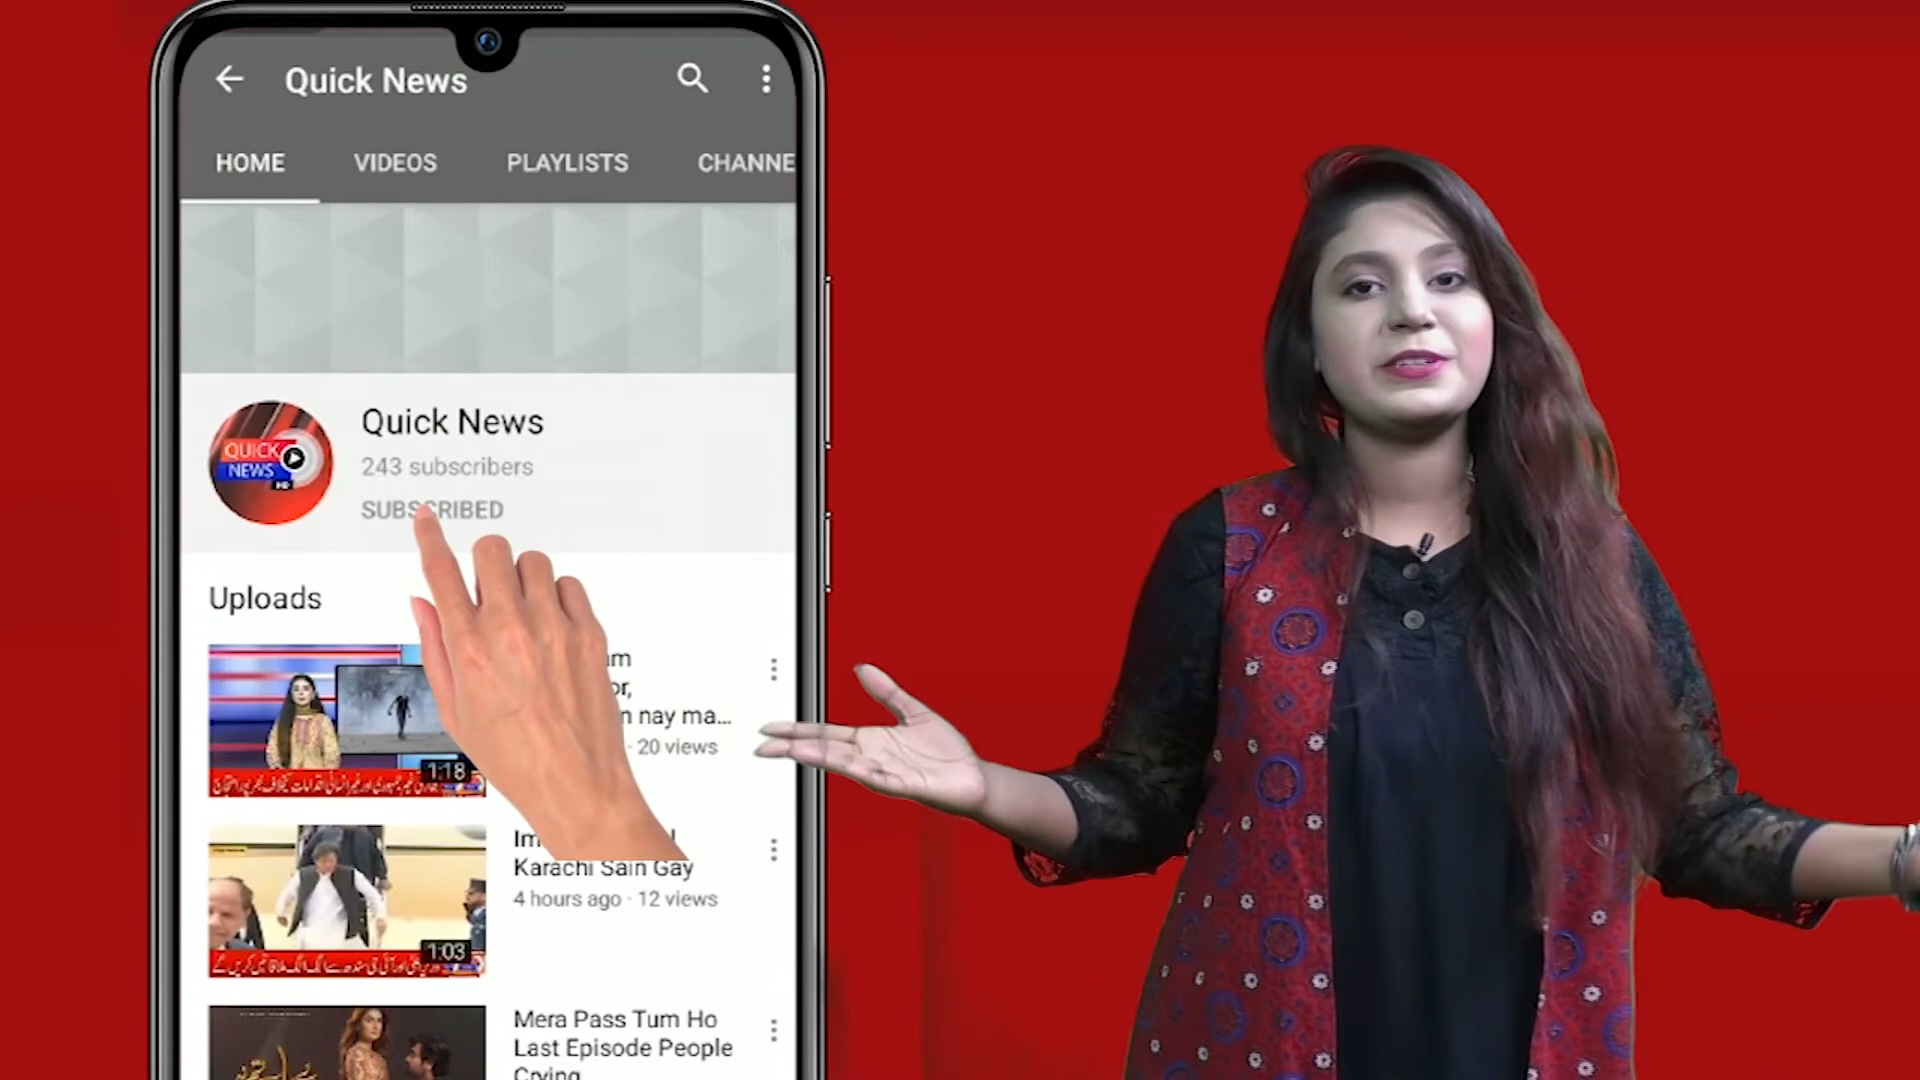 Quick News
HOME VIDEOS PLAYLISTS CHANNE
QUICK
NEWS
HD
Quick News
243 subscribers
SUBSCRIBED
Uploads
nay ma...
20 views
1:18
Im
Karachi Sain Gay
4 hours ago · 12 views
1:03
Mera Pass Tum Ho
Last Episode People
Crying